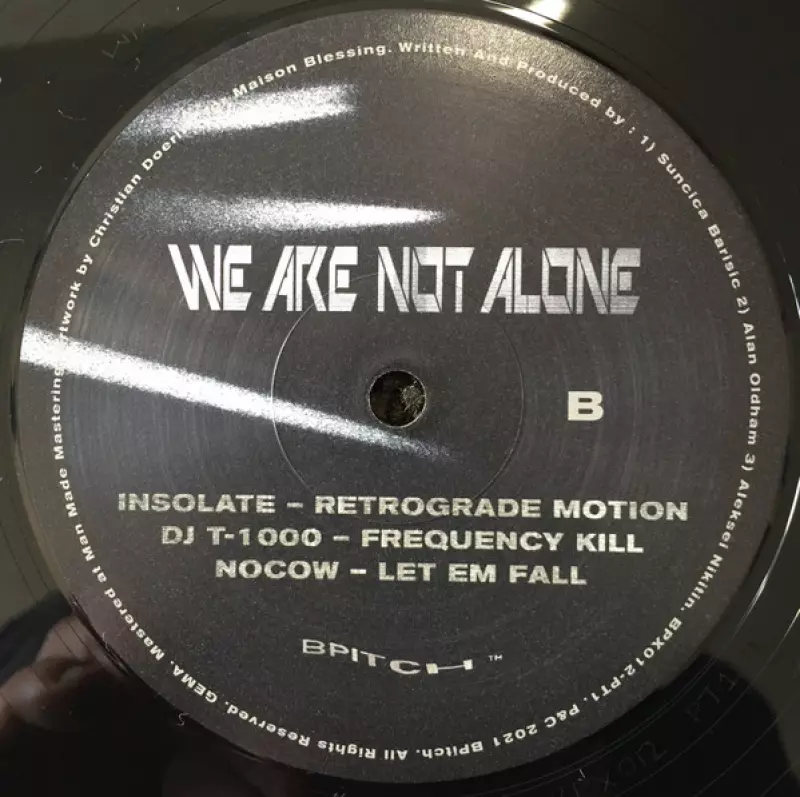 WE ARE NOT ALONE
B
INSOLATE – RETROGRADE MOTION
DJ T-1000 – FREQUENCY KILL
NOCOW – LET EM FALL
BPITCH ™
Maison Blessing. Written And Produced by : 1) Suncica Barisic 2) Alan Oldham 3) Aleksei Nikitin. BPX012-PT1. P&C 2021 BPitch. All Rights Reserved. GEMA. Mastered at Man Made Mastering. Artwork by Christian